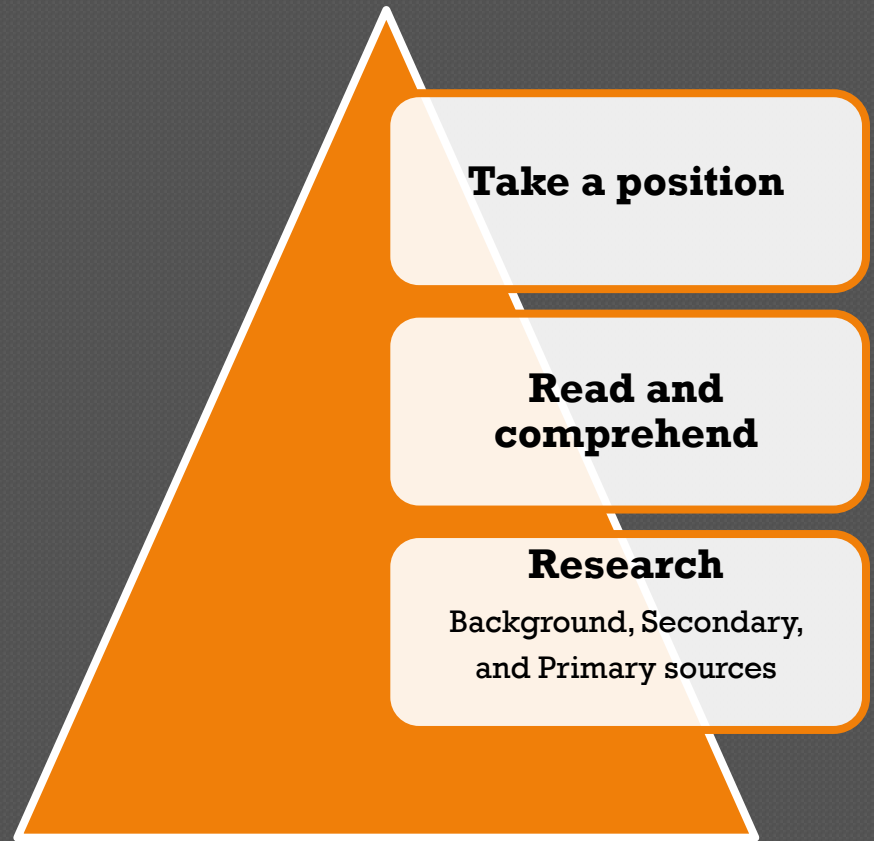 Take a position
Read and
comprehend
Research
Background, Secondary,
and Primary sources